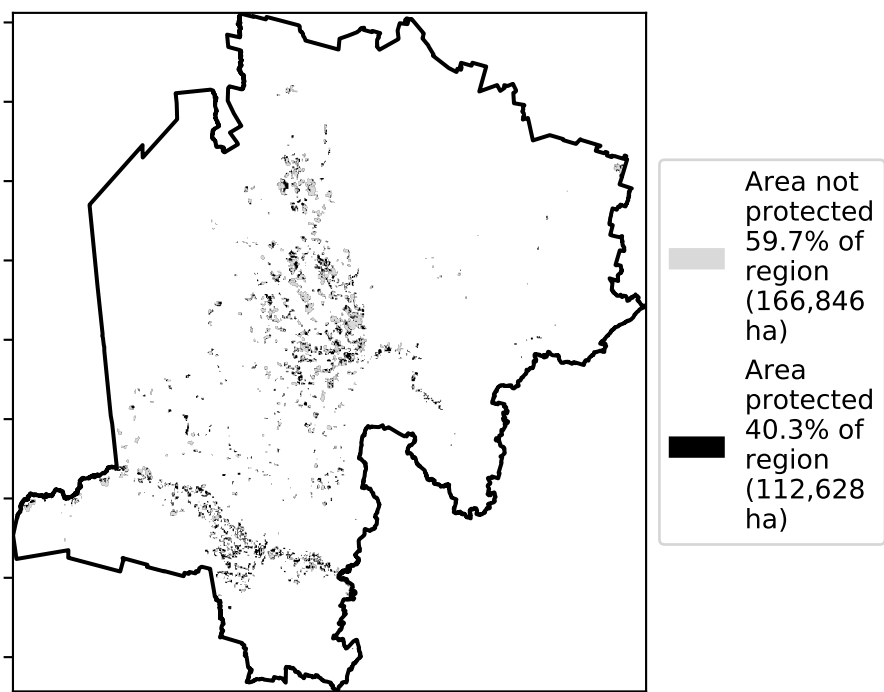 Area not
protected
59.7% of
region
(166,846
ha)
Area
protected
40.3% of
region
(112,628
ha)